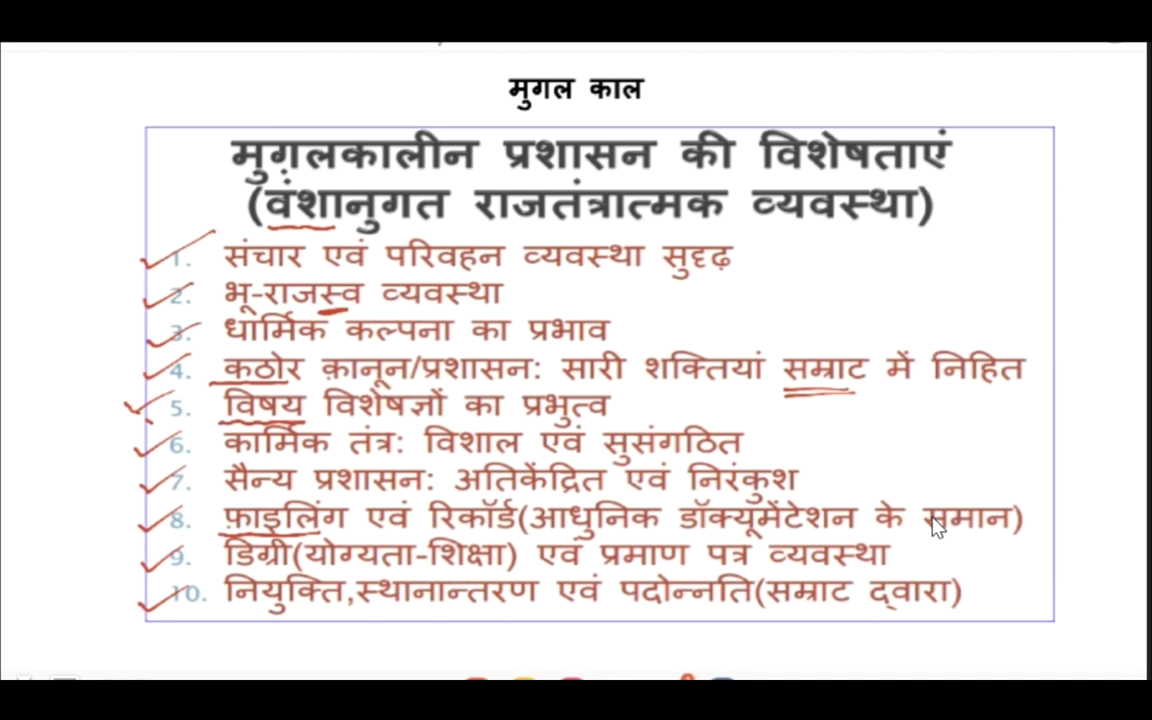 मुगल काल
मुग़लकालीन प्रशासन की विशेषताएं
(वंशानुगत राजतंत्रात्मक व्यवस्था)
1. संचार एवं परिवहन व्यवस्था सुदृढ़
2. भू-राजस्व व्यवस्था
3. धार्मिक कल्पना का प्रभाव
4. कठोर क़ानून/प्रशासन: सारी शक्तियां सम्राट में निहित
5. विषय विशेषज्ञों का प्रभुत्व
6. कार्मिक तंत्र: विशाल एवं सुसंगठित
7. सैन्य प्रशासन: अतिकेंद्रित एवं निरंकुश
8. फ़ाइलिंग एवं रिकॉर्ड(आधुनिक डॉक्यूमेंटेशन के समान)
9. डिग्री(योग्यता-शिक्षा) एवं प्रमाण पत्र व्यवस्था
10. नियुक्ति,स्थानान्तरण एवं पदोन्नति(सम्राट द्वारा)